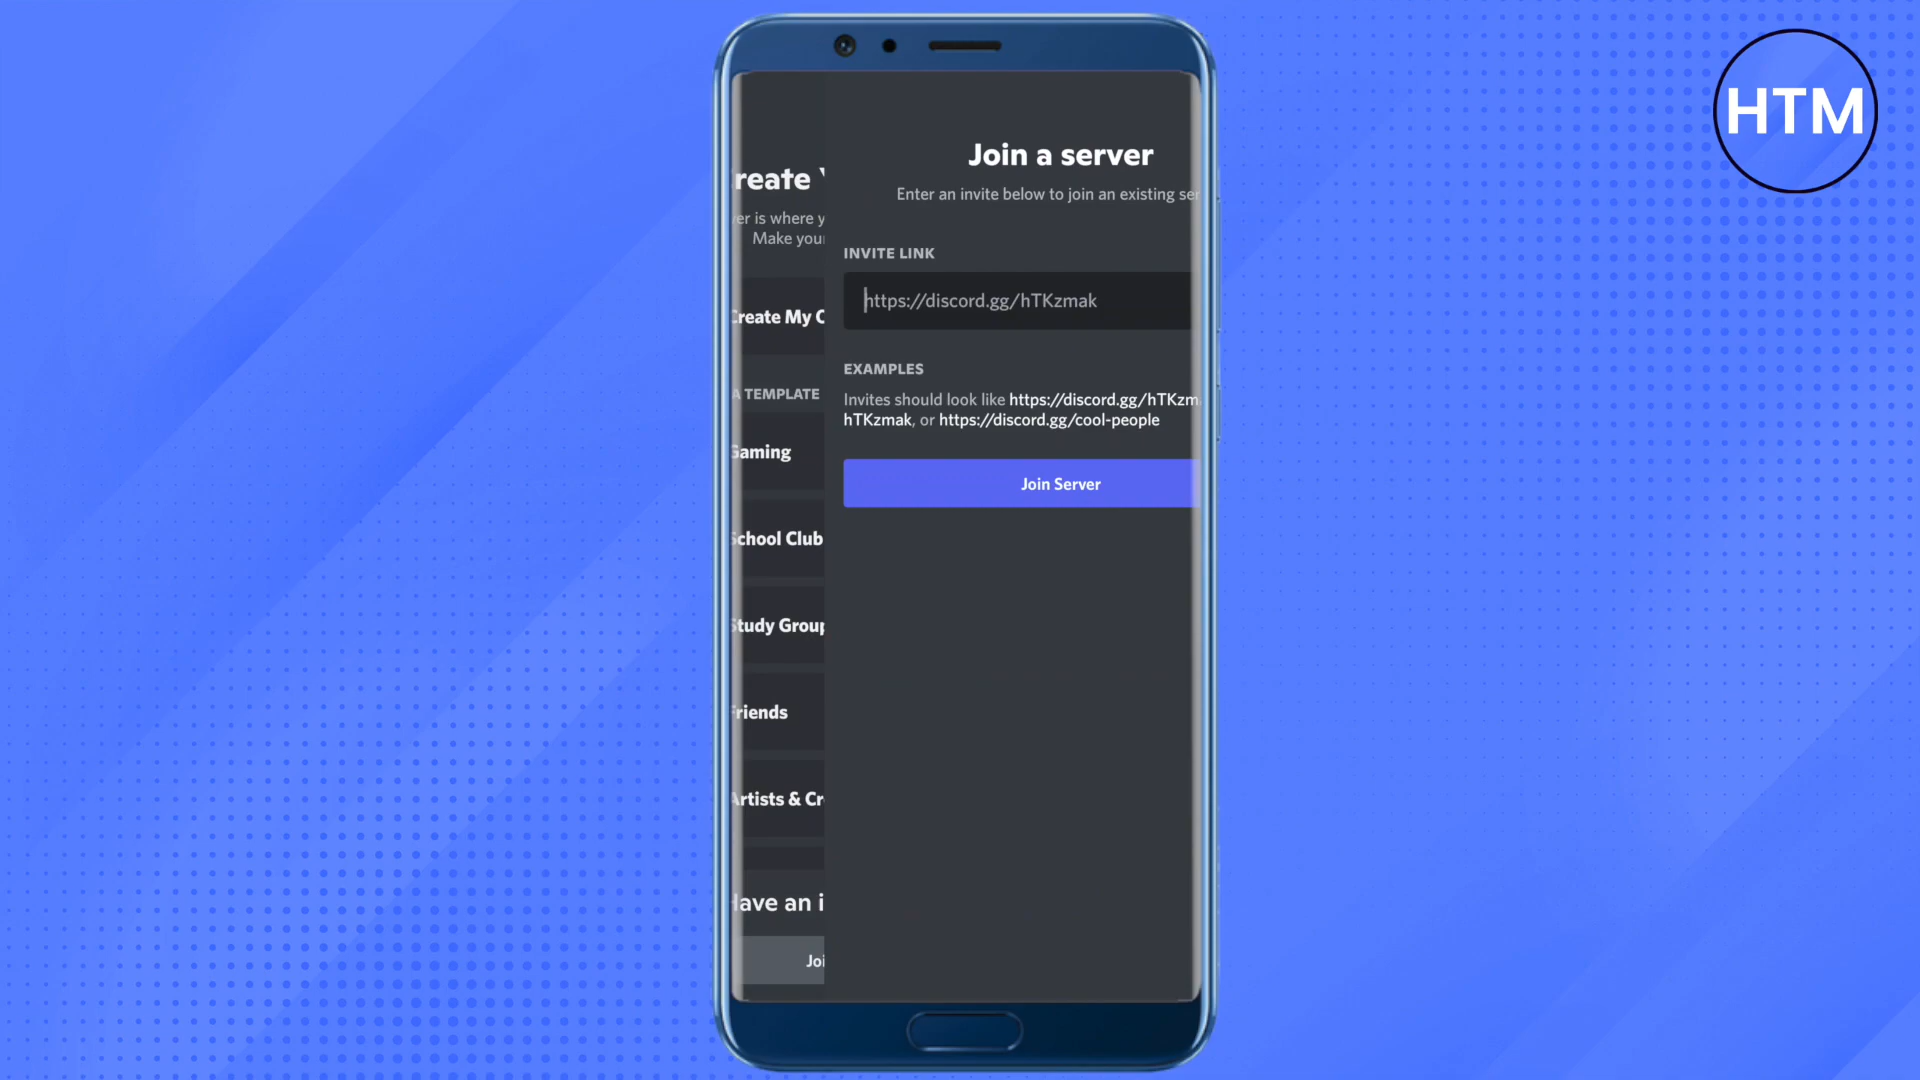 HTM
reate
er is where y
Make your
Create My
A TEMPLATE
Gaming
School Club
Study Group
Friends
Artists & Cr
Have an i
Joi
Join a server
Enter an invite below to join an existing ser
INVITE LINK
https://discord.gg/hTKzmak
EXAMPLES
Invites should look like https://discord.gg/hTKzm
hTKzmak, or https://discord.gg/cool-people
Join Server